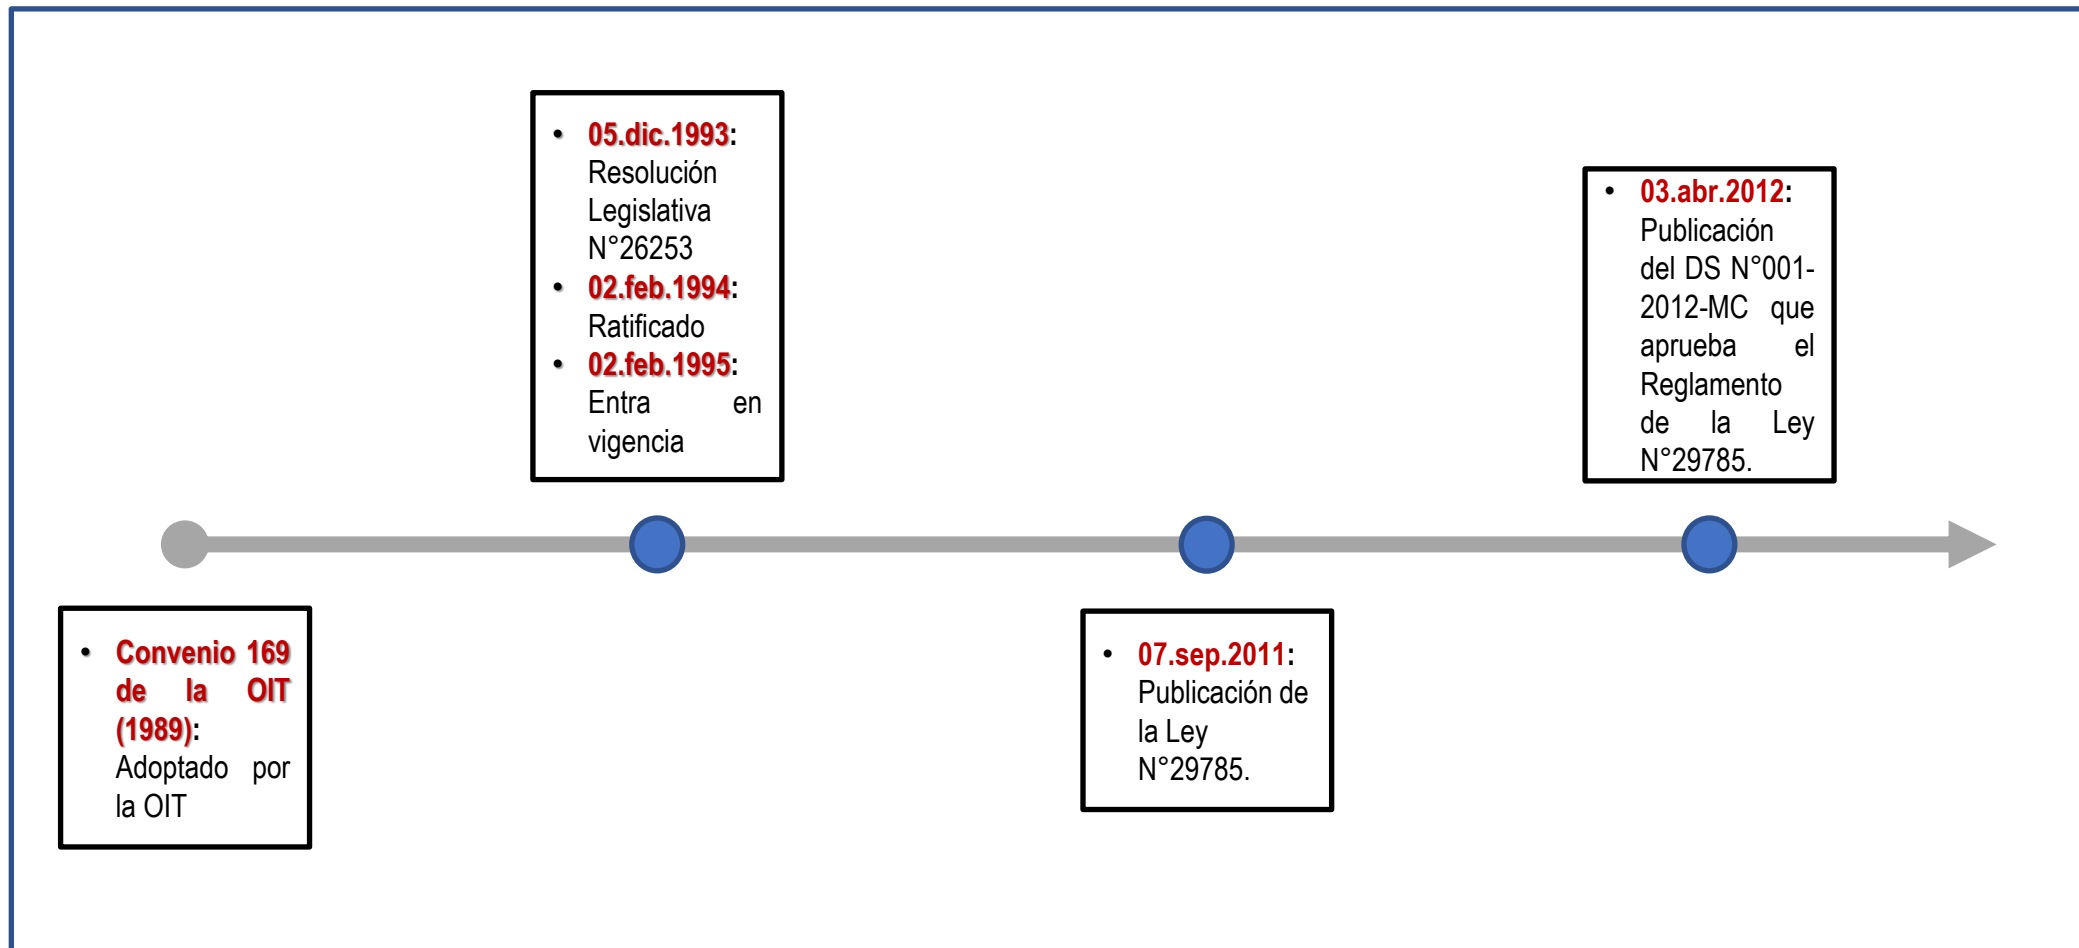 • 05.dic.1993:
Resolución
Legislativa
N°26253
• 02.feb.1994:
Ratificado
• 02.feb.1995:
Entra en
vigencia
• 03.abr.2012:
Publicación
del DS N°001-
2012-MC que
aprueba el
Reglamento
de la Ley
N°29785.
• Convenio 169
de la OIT
(1989):
Adoptado por
la OIT
• 07.sep.2011:
Publicación de
la Ley
N°29785.